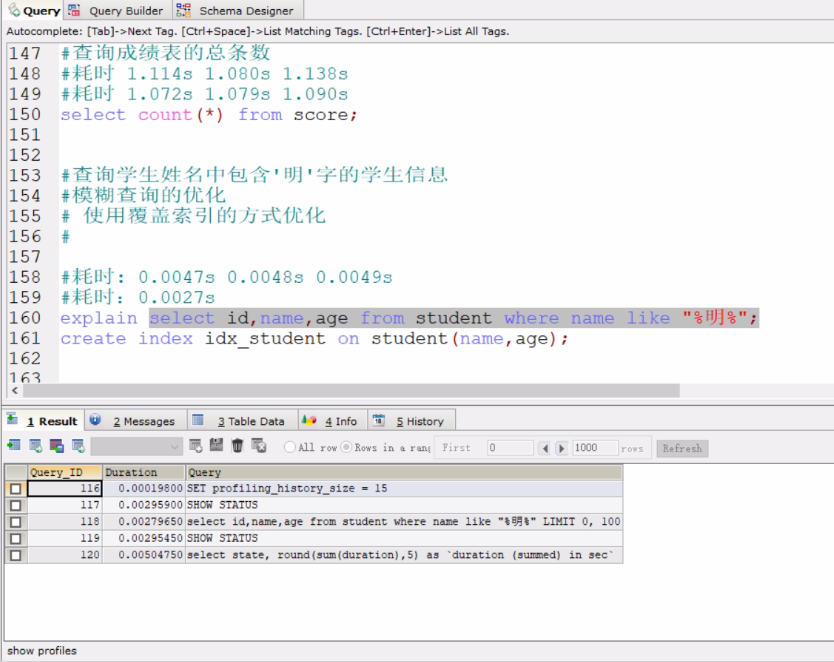 Query Query Builder Schema Designer
Autocomplete: [Tab]->Next Tag. [Ctrl+Space]->List Matching Tags. [Ctrl+Enter]->List All Tags.
147 #查询成绩表的总条数
148 #耗时 1.114s 1.080s 1.138s
149 #耗时 1.072s 1.079s 1.090s
150 select count(*) from score;
151
152
153 #查询学生姓名中包含'明'字的学生信息
154 #模糊查询的优化
155 # 使用覆盖索引的方式优化
156 #
157
158 #耗时: 0.0047s 0.0048s 0.0049s
159 #耗时: 0.0027s
160 explain select id,name,age from student where name like "%明%";
161 create index idx_student on student(name,age);
162
163
1 Result 2 Messages 3 Table Data 4 Info 5 History
All row Rows in a rang First 0 1000 rows Refresh
Query_ID Duration Query
116 0.00019800 SET profiling_history_size = 15
117 0.00295900 SHOW STATUS
118 0.00279650 select id,name,age from student where name like "%明%" LIMIT 0, 100
119 0.00295450 SHOW STATUS
120 0.00504750 select state, round(sum(duration),5) as `duration (summed) in sec`
show profiles